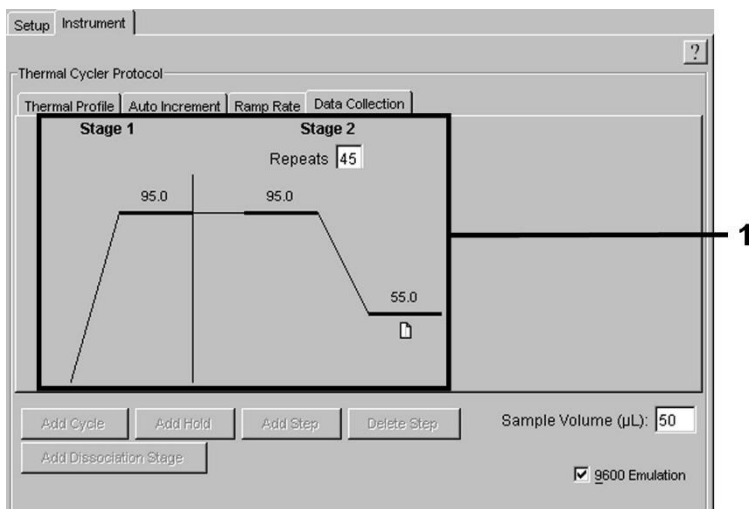 Setup Instrument
?
Thermal Cycler Protocol
Thermal Profile Auto Increment Ramp Rate Data Collection
Stage 1 Stage 2
Repeats 45
95.0 95.0
1
55.0
Add Cycle Add Hold Add Step Delete Step Sample Volume (µL): 50
Add Dissociation Stage
9600 Emulation